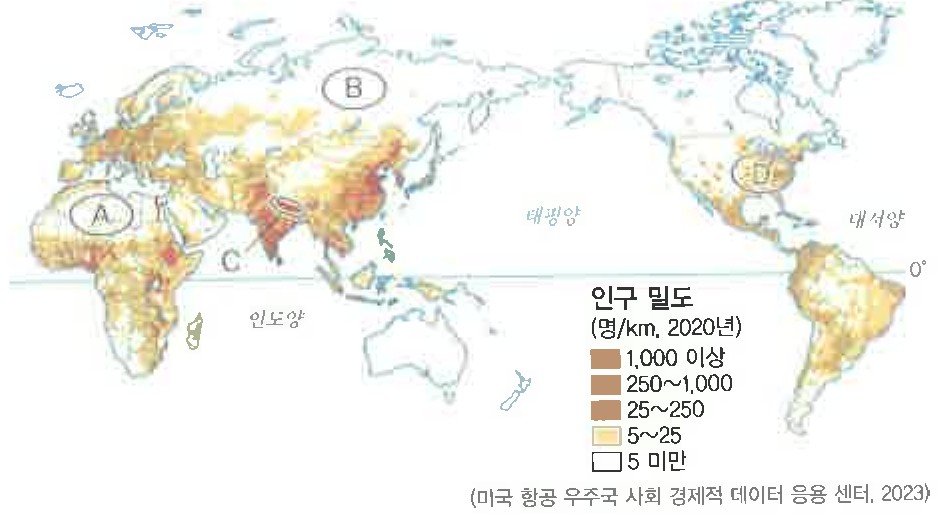 B
A
D
태평양
대서양
C
0°
인도양
인구 밀도
(명/km, 2020년)
1,000 이상
250~1,000
25~250
5~25
5 미만
(미국 항공 우주국 사회 경제적 데이터 응용 센터, 2023)